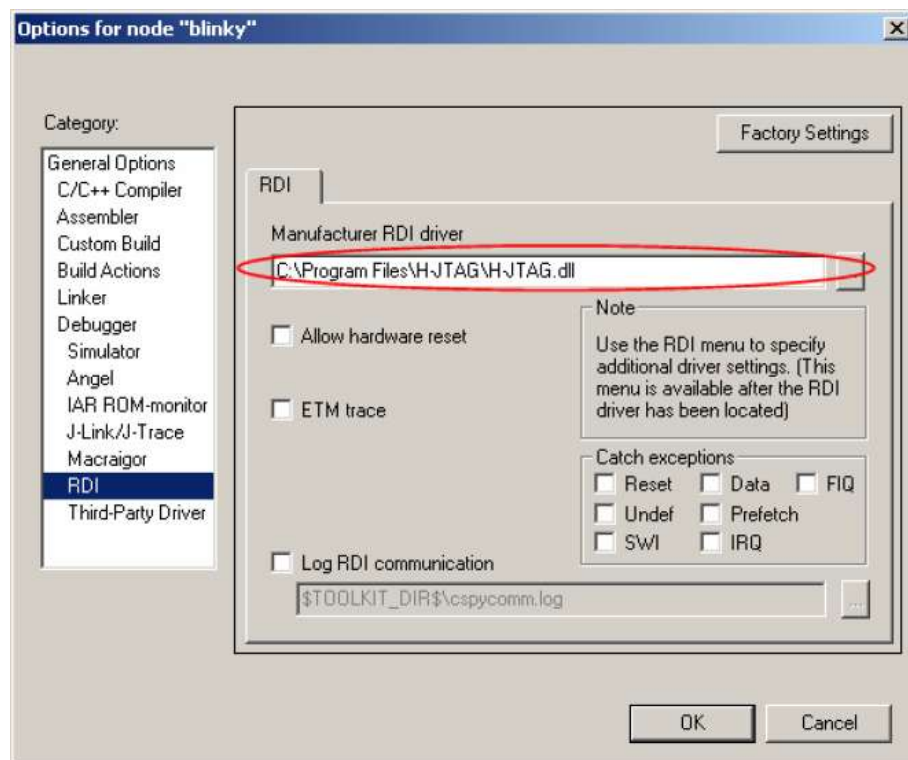 Options for node "blinky"
Category:
General Options
C/C++ Compiler
Assembler
Custom Build
Build Actions
Linker
Debugger
Simulator
Angel
IAR ROM-monitor
J-Link/J-Trace
Macraigor
RDI
Third-Party Driver
Factory Settings
RDI
Manufacturer RDI driver
C:\Program Files\H-JTAG\H-JTAG.dll
Allow hardware reset
ETM trace
Note
Use the RDI menu to specify
additional driver settings. (This
menu is available after the RDI
driver has been located)
Catch exceptions
Reset Data FIQ
Undef Prefetch
SWI IRQ
Log RDI communication
$TOOLKIT_DIR$\cspycomm.log
...
OK Cancel